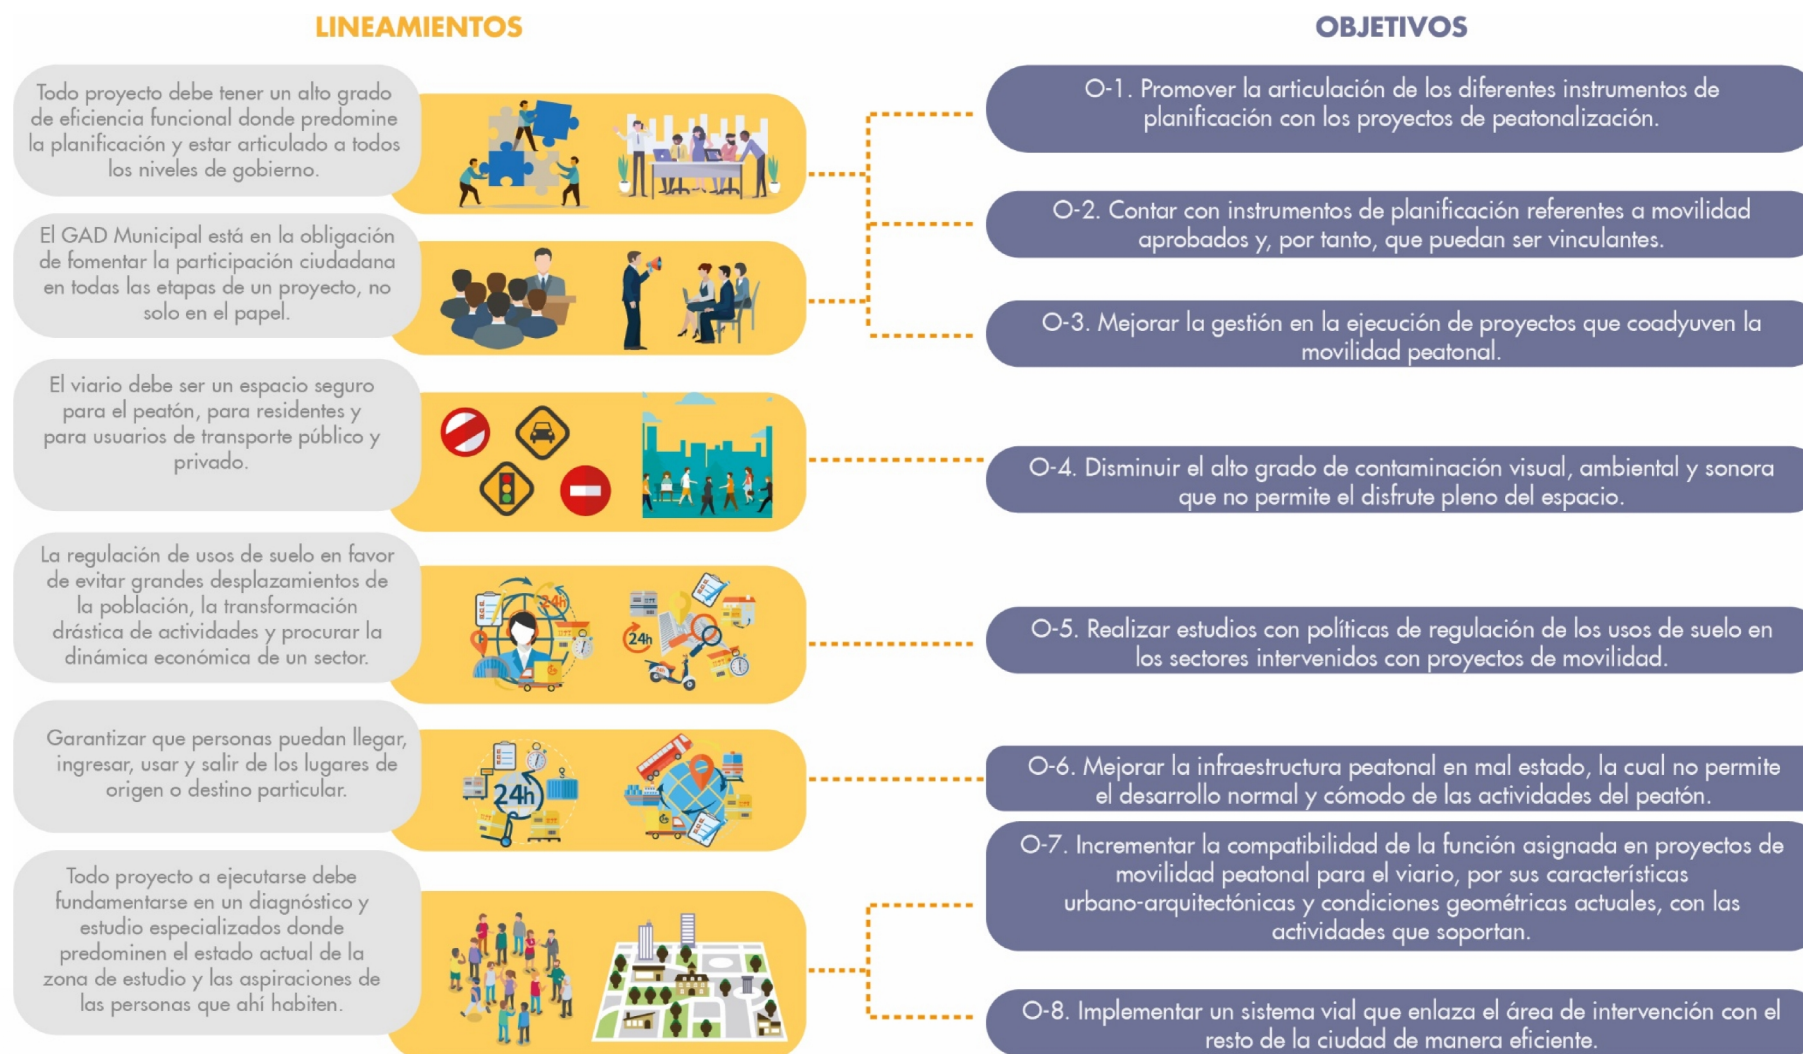 LINEAMIENTOS
OBJETIVOS
Todo proyecto debe tener un alto grado
de eficiencia funcional donde predomine
la planificación y estar articulado a todos
los niveles de gobierno.
O-1. Promover la articulación de los diferentes instrumentos de
planificación con los proyectos de peatonalización.
El GAD Municipal está en la obligación
de fomentar la participación ciudadana
en todas las etapas de un proyecto, no
solo en el papel.
O-2. Contar con instrumentos de planificación referentes a movilidad
aprobados y, por tanto, que puedan ser vinculantes.
O-3. Mejorar la gestión en la ejecución de proyectos que coadyuven la
movilidad peatonal.
El viario debe ser un espacio seguro
para el peatón, para residentes y
para usuarios de transporte público y
privado.
O-4. Disminuir el alto grado de contaminación visual, ambiental y sonora
que no permite el disfrute pleno del espacio.
La regulación de usos de suelo en favor
de evitar grandes desplazamientos de
la población, la transformación
drástica de actividades y procurar la
dinámica económica de un sector.
24h
24h
O-5. Realizar estudios con políticas de regulación de los usos de suelo en
los sectores intervenidos con proyectos de movilidad.
Garantizar que personas puedan llegar,
ingresar, usar y salir de los lugares de
origen o destino particular.
24h
O-6. Mejorar la infraestructura peatonal en mal estado, la cual no permite
el desarrollo normal y cómodo de las actividades del peatón.
Todo proyecto a ejecutarse debe
fundamentarse en un diagnóstico y
estudio especializados donde
predominen el estado actual de la
zona de estudio y las aspiraciones de
las personas que ahí habiten.
O-7. Incrementar la compatibilidad de la función asignada en proyectos de
movilidad peatonal para el viario, por sus características
urbano-arquitectónicas y condiciones geométricas actuales, con las
actividades que soportan.
O-8. Implementar un sistema vial que enlaza el área de intervención con el
resto de la ciudad de manera eficiente.